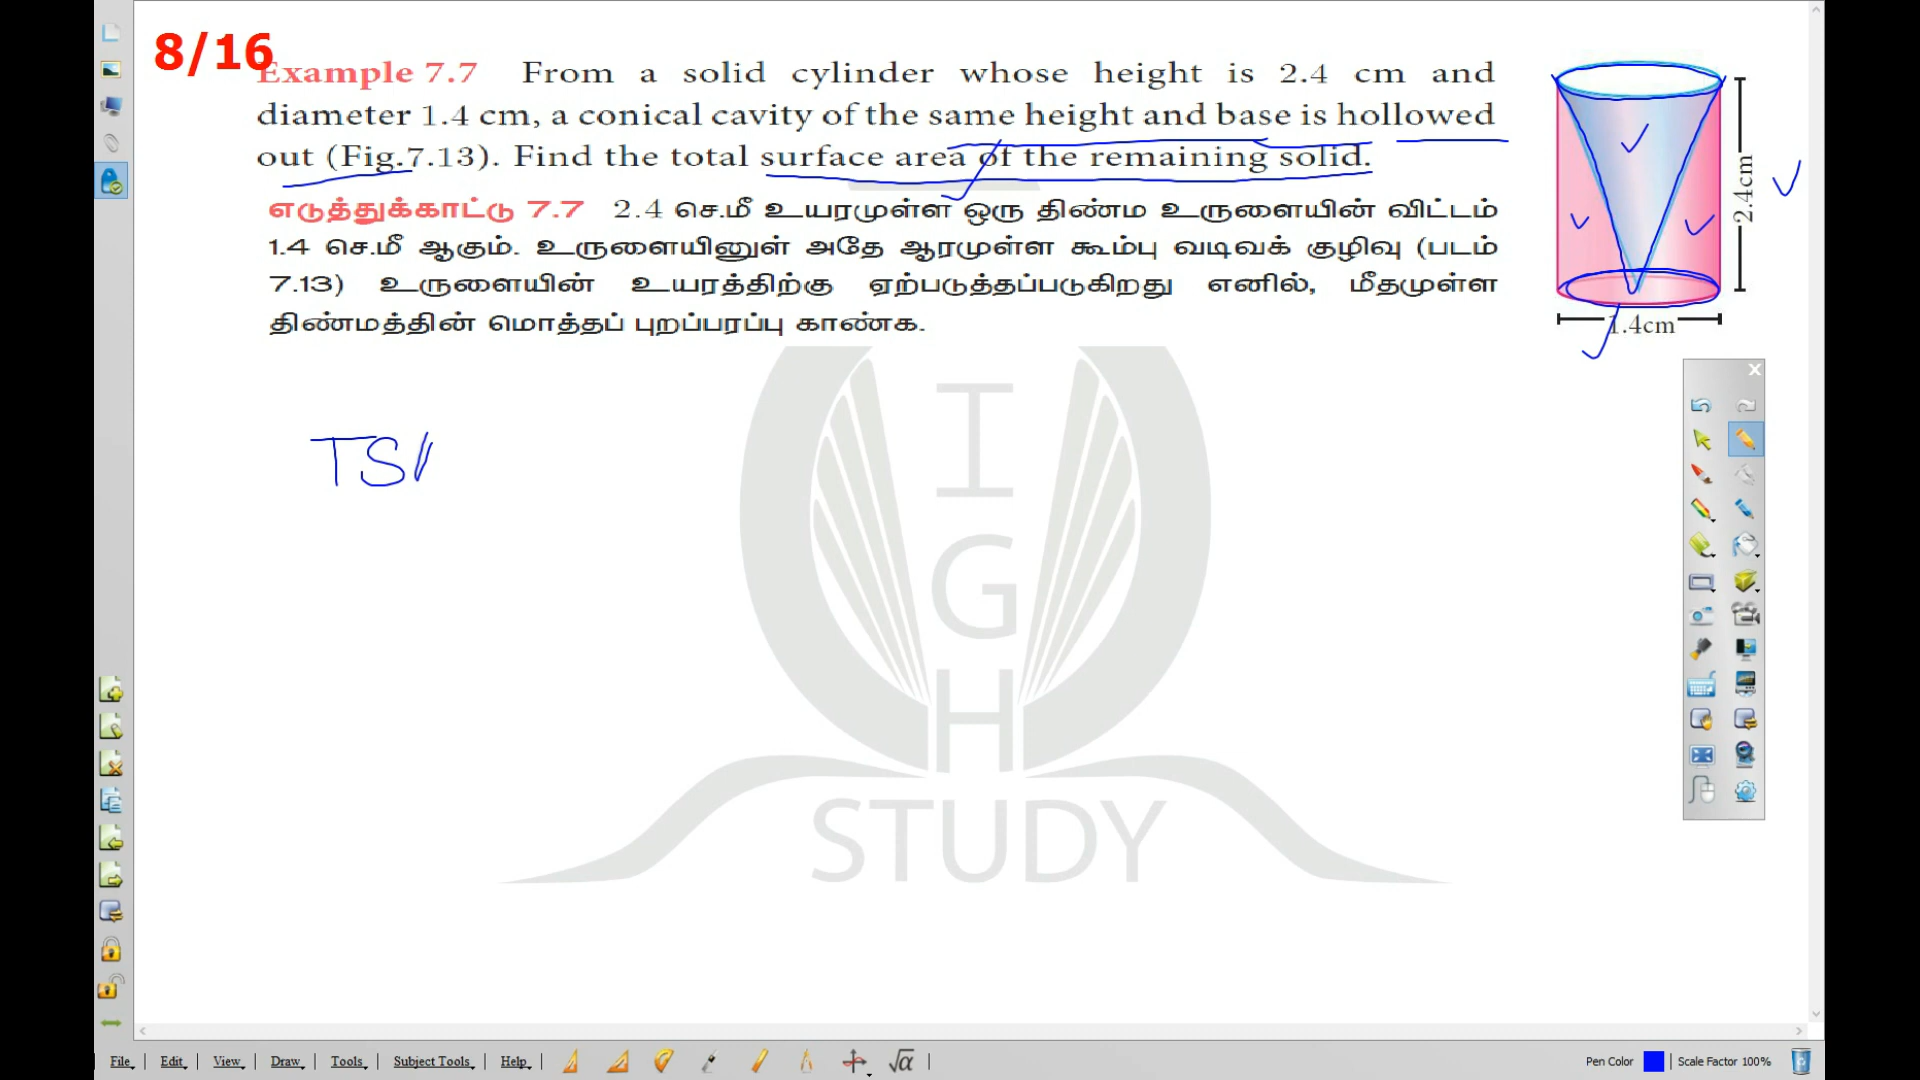 8/16
Example 7.7 From a solid cylinder whose height is 2.4 cm and
diameter 1.4 cm, a conical cavity of the same height and base is hollowed
out (Fig.7.13). Find the total surface area of the remaining solid.
எடுத்துக்காட்டு 7.7 2.4 செ.மீ உயரமுள்ள ஒரு திண்ம உருளையின் விட்டம்
1.4 செ.மீ ஆகும். உருளையினுள் அதே ஆரமுள்ள கூம்பு வடிவக் குழிவு (படம்
7.13) உருளையின் உயரத்திற்கு ஏற்படுத்தப்படுகிறது எனில், மீதமுள்ள
திண்மத்தின் மொத்தப் புறப்பரப்பு காண்க.
2.4cm
1.4cm
TS
IGH
STUDY
File Edit View Draw Tools Subject Tools Help √α Pen Color Scale Factor 100%